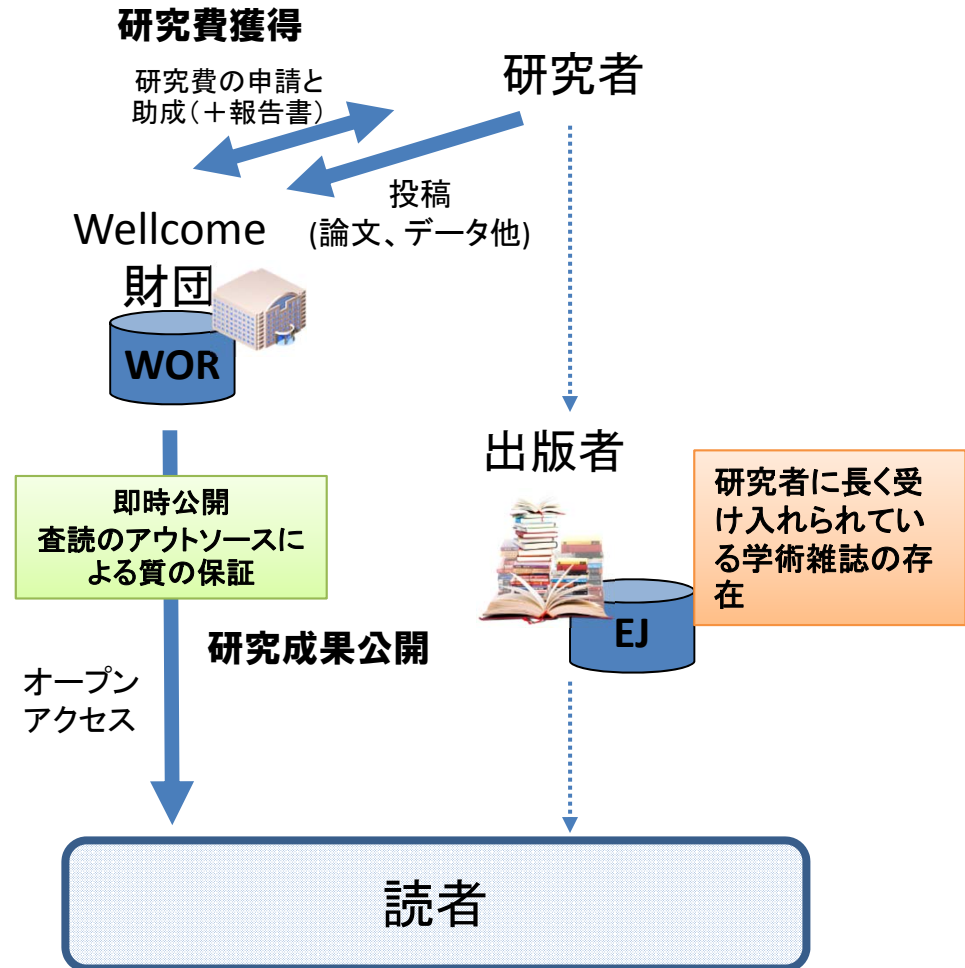 研究費獲得
研究費の申請と
助成（＋報告書）
研究者
投稿
(論文、データ他)
Wellcome
財団
WOR
出版者
即時公開
査読のアウトソースに
よる質の保証
研究者に長く受
け入れられてい
る学術雑誌の存
在
EJ
研究成果公開
オープン
アクセス
読者